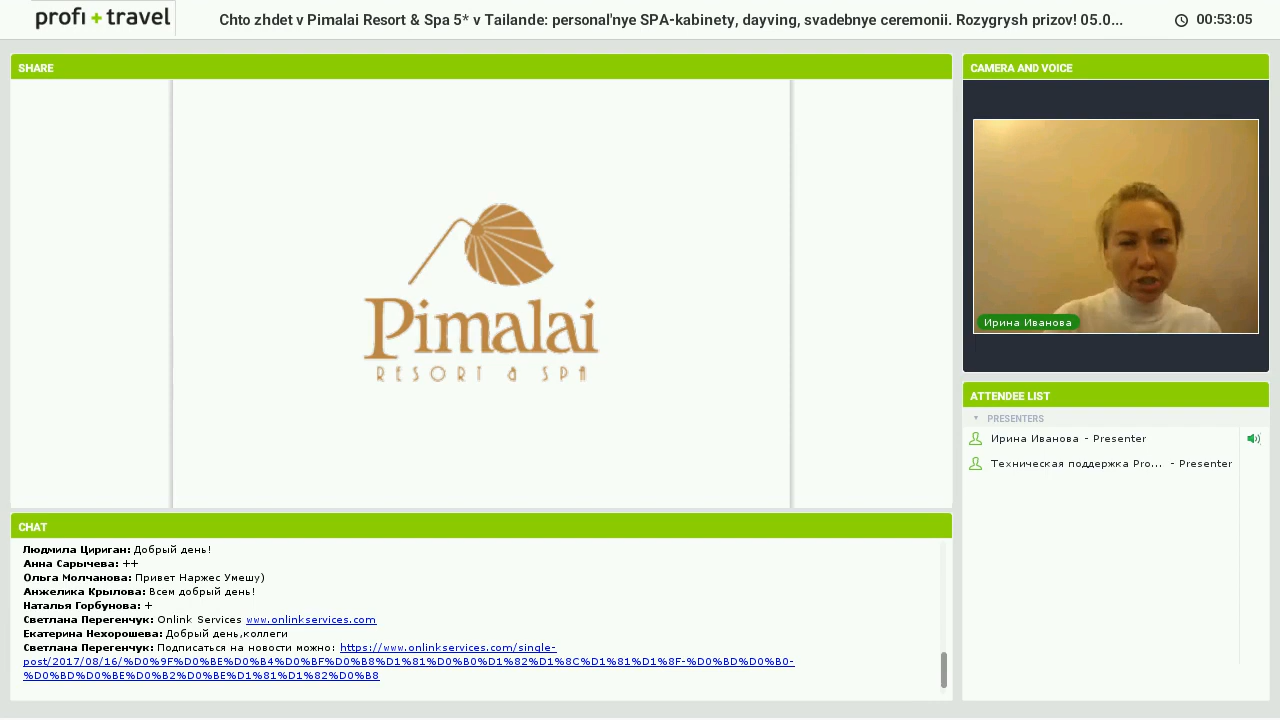 profi + travel
Chto zhdet v Pimalai Resort & Spa 5* v Tailande: personal'nye SPA-kabinety, dayving, svadebnye ceremonii. Rozygrysh prizov! 05.0...
00:53:05
SHARE
Pimalai
RESORT & SPA
CAMERA AND VOICE
Ирина Иванова
ATTENDEE LIST
PRESENTERS
Ирина Иванова - Presenter
Техническая поддержка Pro... - Presenter
CHAT
Людмила Цириган: Добрый день!
Анна Сарычева: ++
Ольга Молчанова: Привет Наржес Умешу)
Анжелика Крылова: Всем добрый день!
Наталья Горбунова: +
Светлана Перегенчук: Onlink Services www.onlinkservices.com
Екатерина Нехорошева: Добрый день,коллеги
Светлана Перегенчук: Подписаться на новости можно: https://www.onlinkservices.com/single-
post/2017/08/16/%D0%9F%D0%BE%D0%B4%D0%BF%D0%B8%D1%81%D0%B0%D1%82%D1%8C%D1%81%D1%8F-%D0%BD%D0%B0-
%D0%BD%D0%BE%D0%B2%D0%BE%D1%81%D1%82%D0%B8